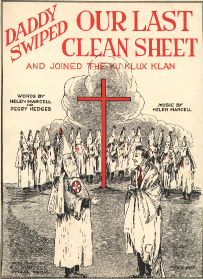 DADDY
SWIPED
OUR LAST
CLEAN SHEET
AND JOINED THE KU KLUX KLAN
WORDS BY
HELEN MARCELL
AND
PEGGY HEDGES
MUSIC BY
HELEN MARCELL